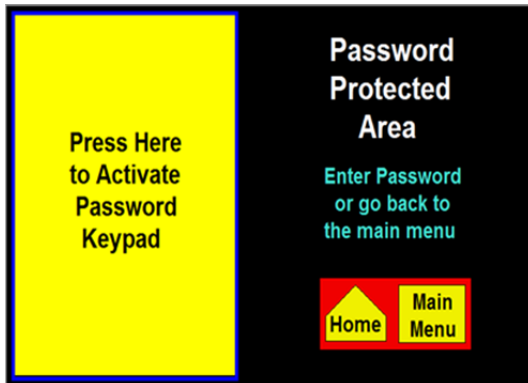 Press Here
to Activate
Password
Keypad
Password
Protected
Area
Enter Password
or go back to
the main menu
Home
Main
Menu